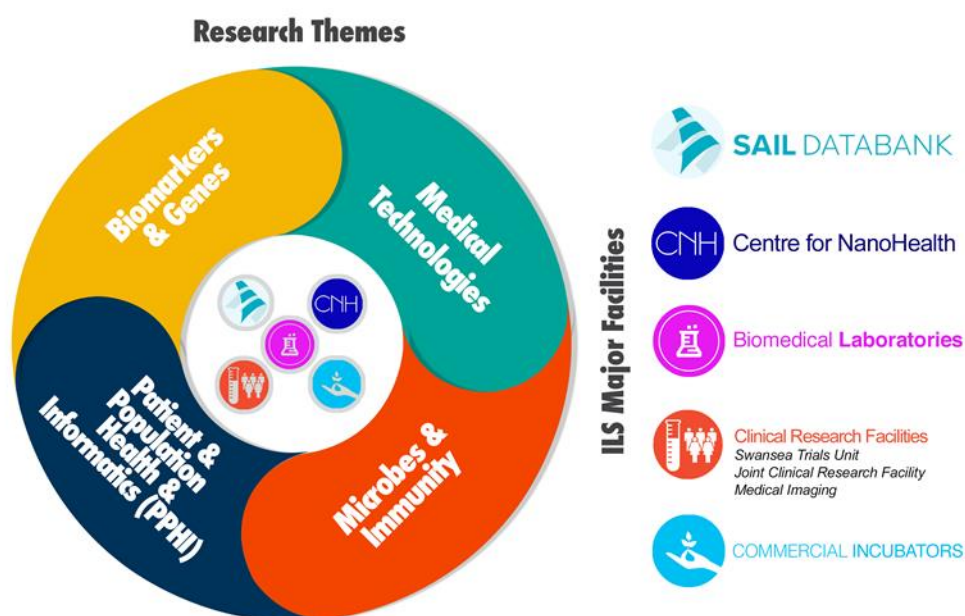 Research Themes
Biomarkers
& Genes
Medical
Technologies
Patient &
Population
Health &
Informatics (PPHI)
Microbes &
Immunity
CNH
ILS Major Facilities
SAIL DATABANK
CNH
Centre for NanoHealth
Biomedical Laboratories
Clinical Research Facilities
Swansea Trials Unit
Joint Clinical Research Facility
Medical Imaging
COMMERCIAL INCUBATORS